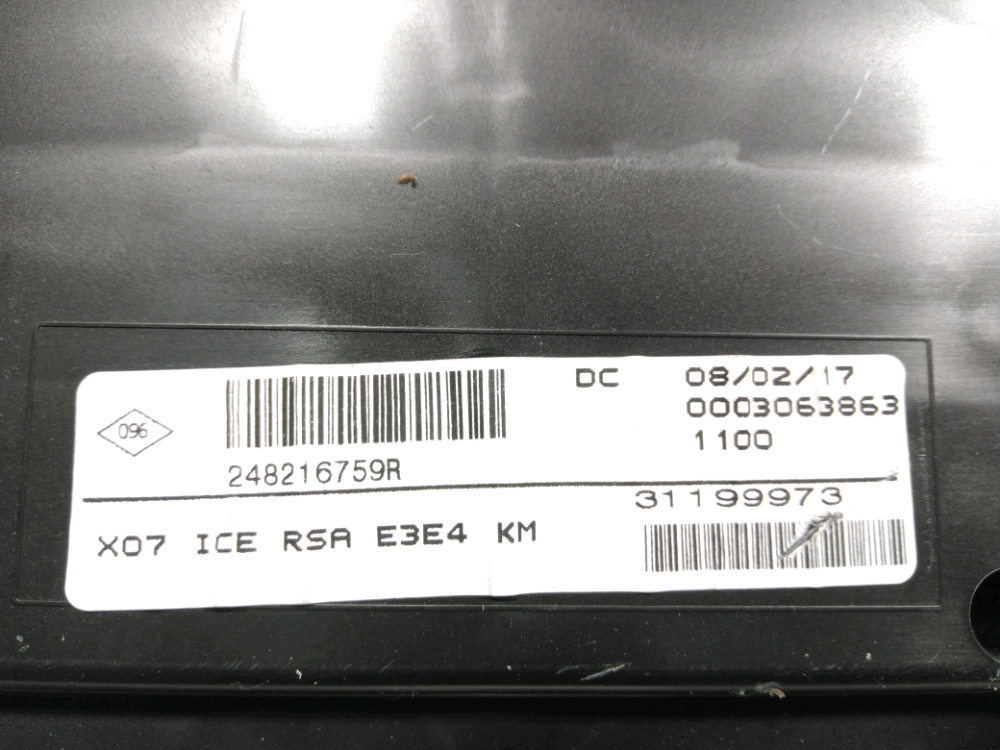 096
248216759R
DC 08/02/17
0003063863
1100
31199973
X07 ICE RSA E3E4 KM